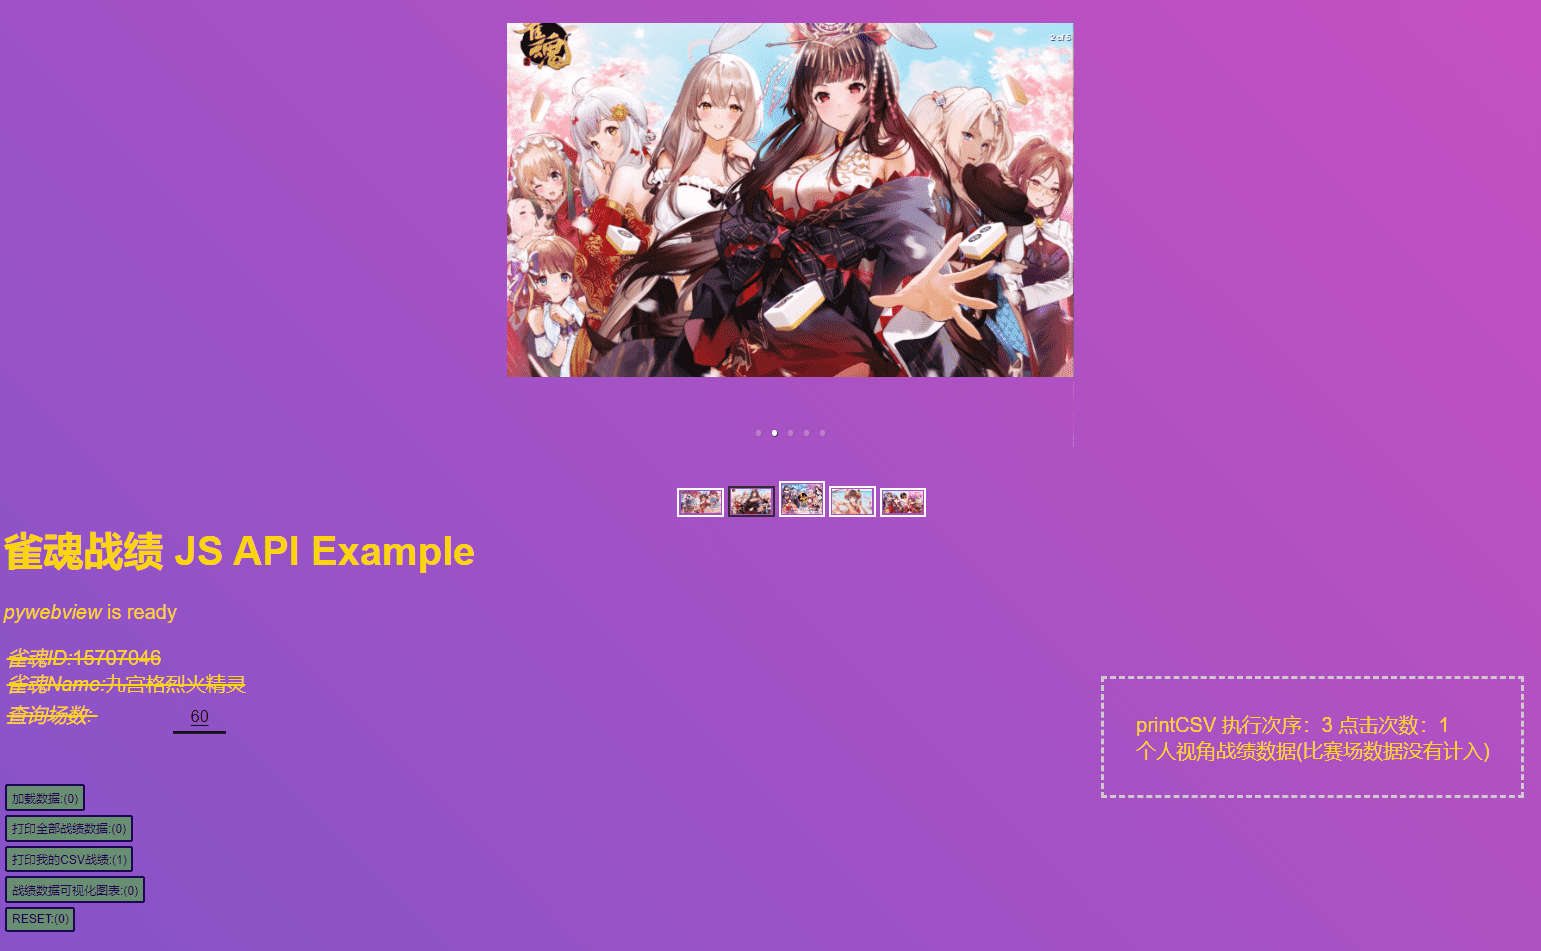 雀魂
2 of 5
雀魂战绩 JS API Example
pywebview is ready
雀魂ID:15707046
雀魂Name:九宫格烈火精灵
查询场数:
60
printCSV 执行次序：3 点击次数：1
个人视角战绩数据(比赛场数据没有计入)
加载数据:(0)
打印全部战绩数据:(0)
打印我的CSV战绩:(1)
战绩数据可视化图表:(0)
RESET:(0)